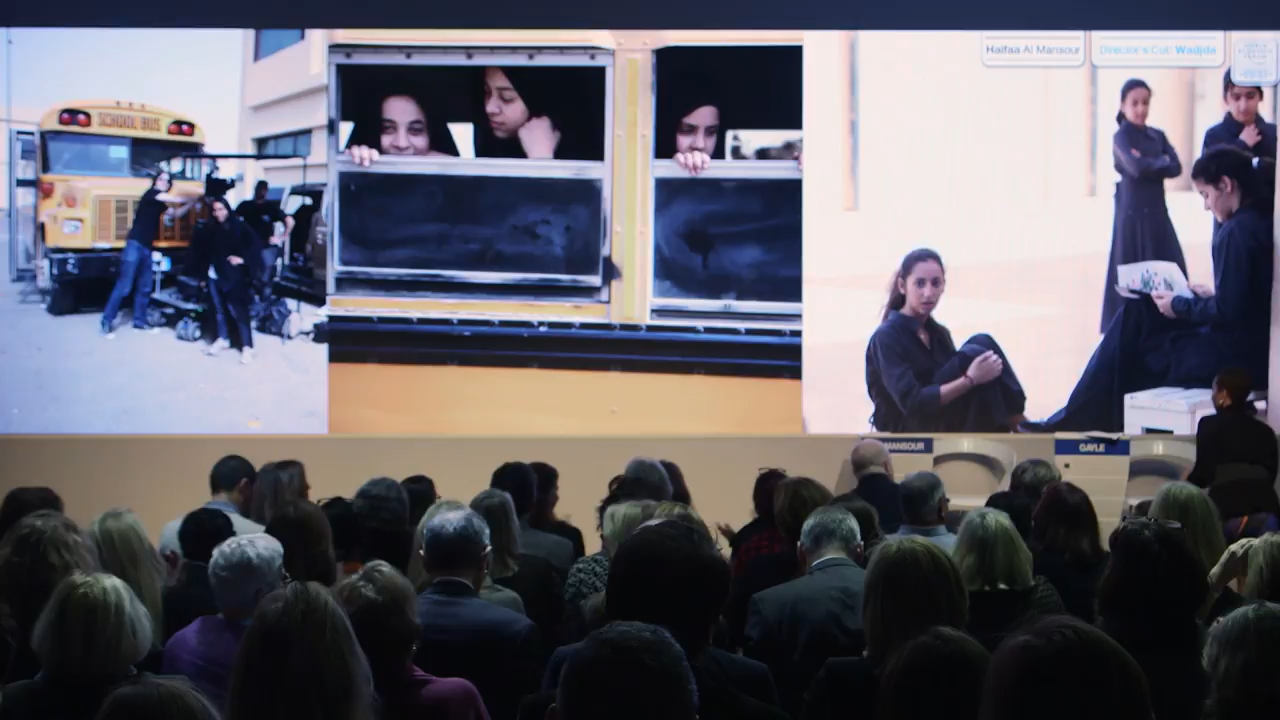 SCHOOL BUS
Haifaa Al Mansour
Director's Cut: Wadjda
MANSOUR
GAYLE